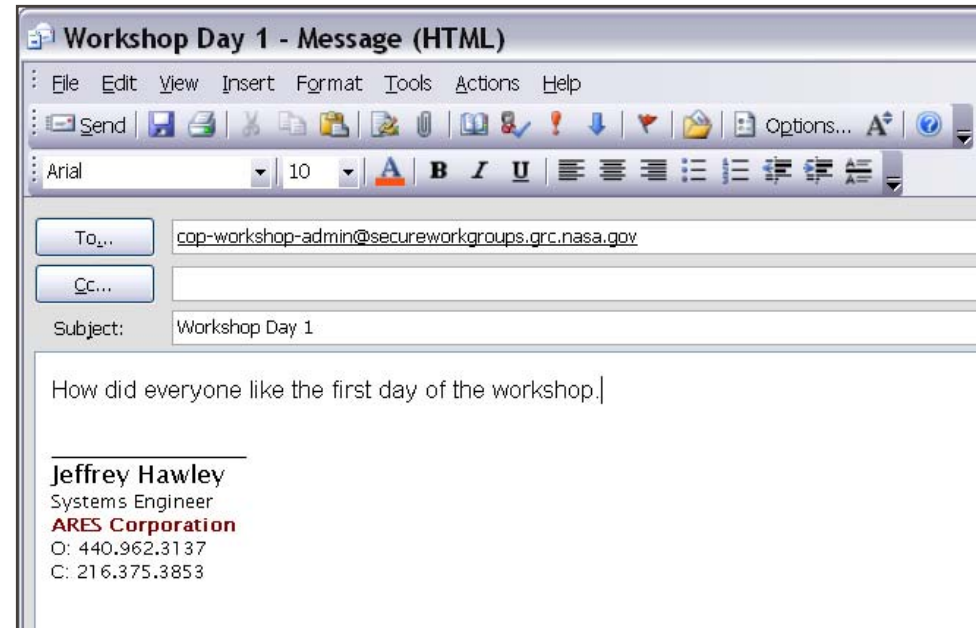 Workshop Day 1 - Message (HTML)
File Edit View Insert Format Tools Actions Help
Send Options... A
Arial 10 A B I U
To... cop-workshop-admin@secureworkgroups.grc.nasa.gov
Cc...
Subject: Workshop Day 1
How did everyone like the first day of the workshop.
Jeffrey Hawley
Systems Engineer
ARES Corporation
O: 440.962.3137
C: 216.375.3853